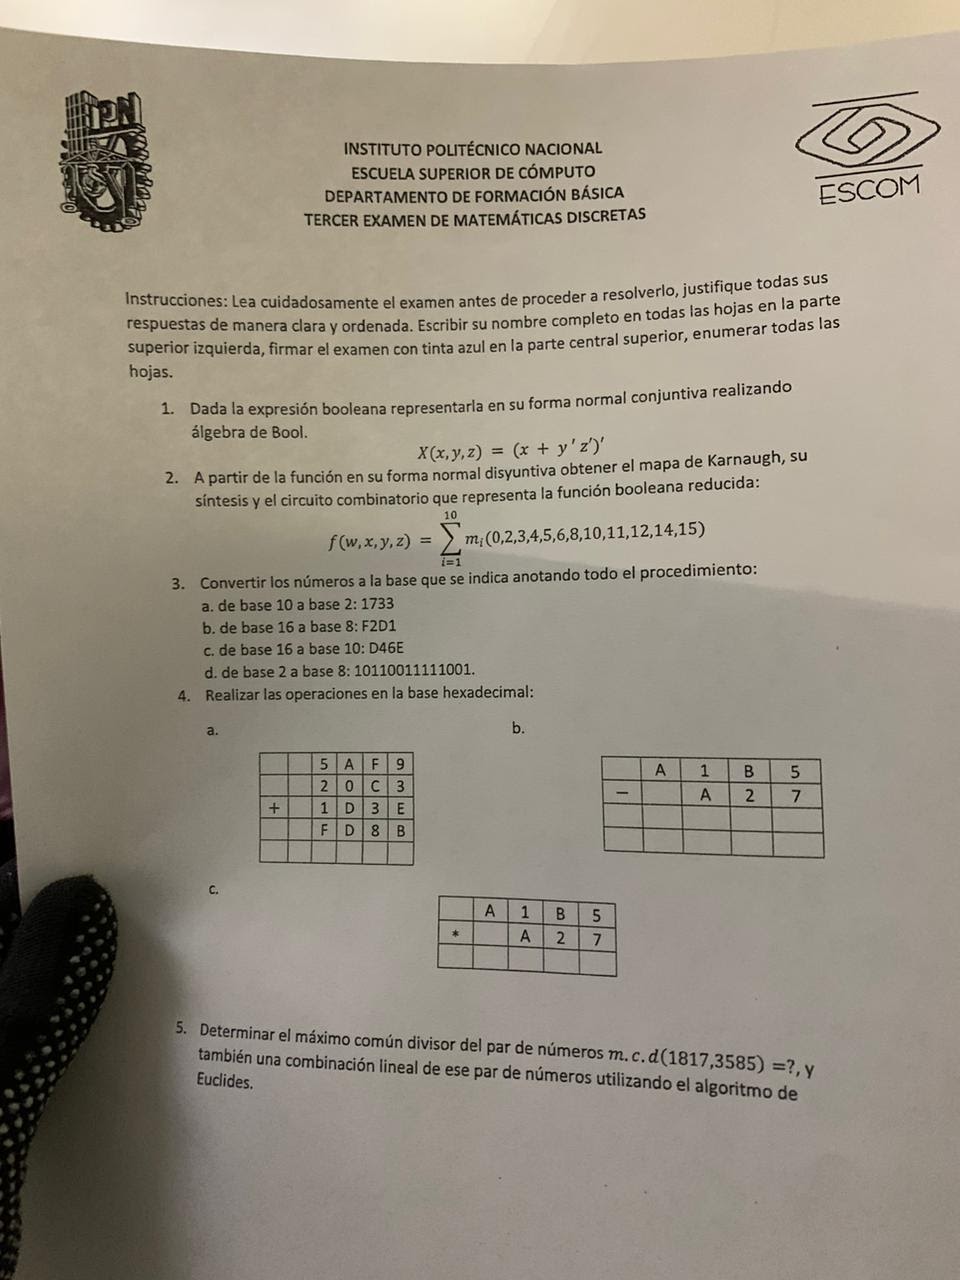 IPN
ESCOM
INSTITUTO POLITÉCNICO NACIONAL
ESCUELA SUPERIOR DE CÓMPUTO
DEPARTAMENTO DE FORMACIÓN BÁSICA
TERCER EXAMEN DE MATEMÁTICAS DISCRETAS
Instrucciones: Lea cuidadosamente el examen antes de proceder a resolverlo, justifique todas sus
respuestas de manera clara y ordenada. Escribir su nombre completo en todas las hojas en la parte
superior izquierda, firmar el examen con tinta azul en la parte central superior, enumerar todas las
hojas.
1. Dada la expresión booleana representarla en su forma normal conjuntiva realizando
álgebra de Bool.
X(x, y, z) = (x + y ′ z′)′
2. A partir de la función en su forma normal disyuntiva obtener el mapa de Karnaugh, su
síntesis y el circuito combinatorio que representa la función booleana reducida:
10
f(w, x, y, z) = ∑ mᵢ(0,2,3,4,5,6,8,10,11,12,14,15)
i=1
3. Convertir los números a la base que se indica anotando todo el procedimiento:
a. de base 10 a base 2: 1733
b. de base 16 a base 8: F2D1
c. de base 16 a base 10: D46E
d. de base 2 a base 8: 10110011111001.
4. Realizar las operaciones en la base hexadecimal:
a.
5 A F 9
2 0 C 3
+ 1 D 3 E
F D 8 B
b.
A 1 B 5
− A 2 7
c.
A 1 B 5
* A 2 7
5. Determinar el máximo común divisor del par de números m. c. d(1817,3585) =?, y
también una combinación lineal de ese par de números utilizando el algoritmo de
Euclides.